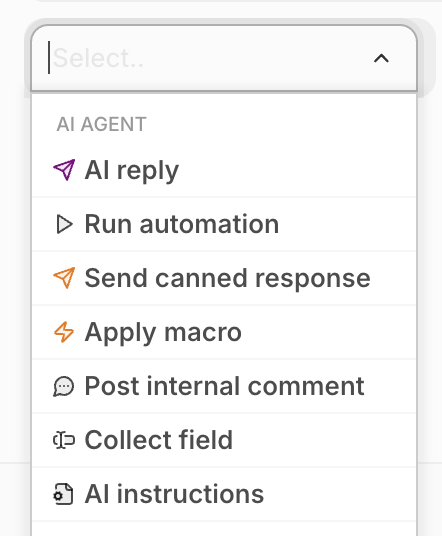 Select..
AI AGENT
AI reply
Run automation
Send canned response
Apply macro
Post internal comment
Collect field
AI instructions